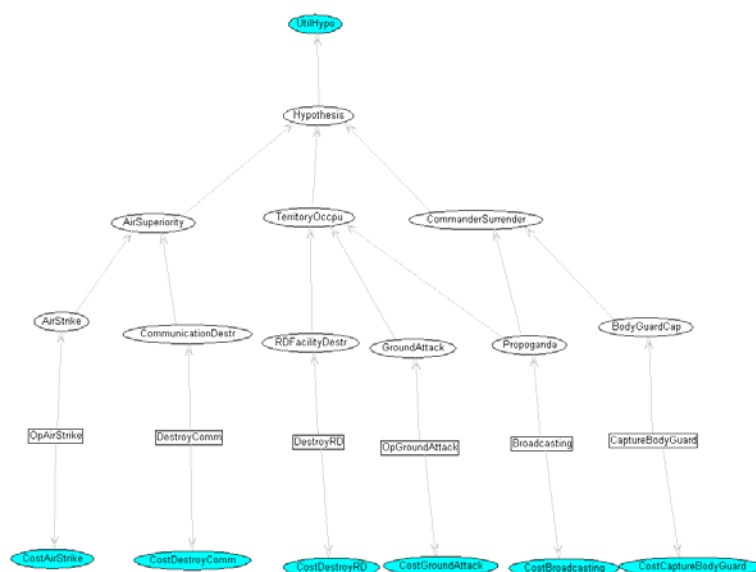 UtilHypo
Hypothesis
AirSuperiority
TerritoryOccpu
CommanderSurrender
AirStrike
CommunicationDestr
RDFacilityDestr
GroundAttack
Propoganda
BodyGuardCap
OpAirStrike
DestroyComm
DestroyRD
OpGroundAttack
Broadcasting
CaptureBodyGuard
CostAirStrike
CostDestroyComm
CostDestroyRD
CostGroundAttack
CostBroadcasting
CostCaptureBodyGuard